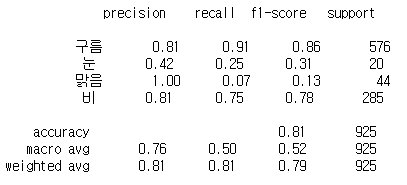 precision recall f1-score support
구름 0.81 0.91 0.86 576
눈 0.42 0.25 0.31 20
맑음 1.00 0.07 0.13 44
비 0.81 0.75 0.78 285
accuracy 0.81 925
macro avg 0.76 0.50 0.52 925
weighted avg 0.81 0.81 0.79 925